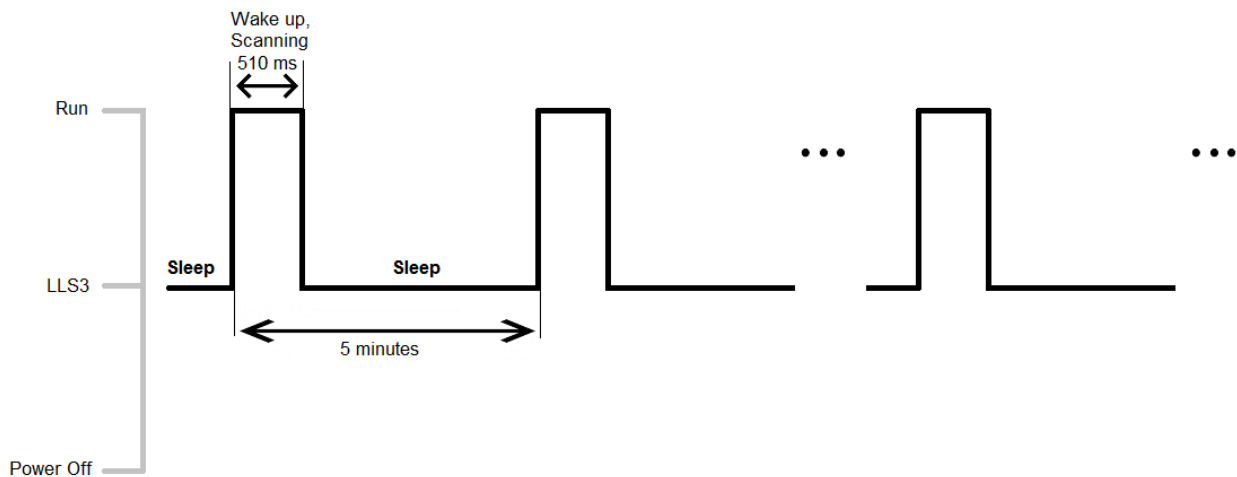 Wake up,
Scanning
510 ms
Run
Sleep
Sleep
LLS3
5 minutes
Power Off